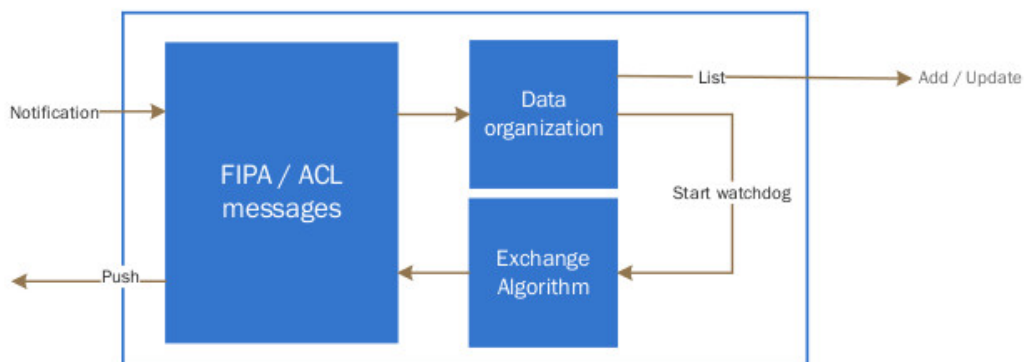 Notification
FIPA / ACL
messages
Push
Data
organization
Exchange
Algorithm
List
Start watchdog
Add / Update